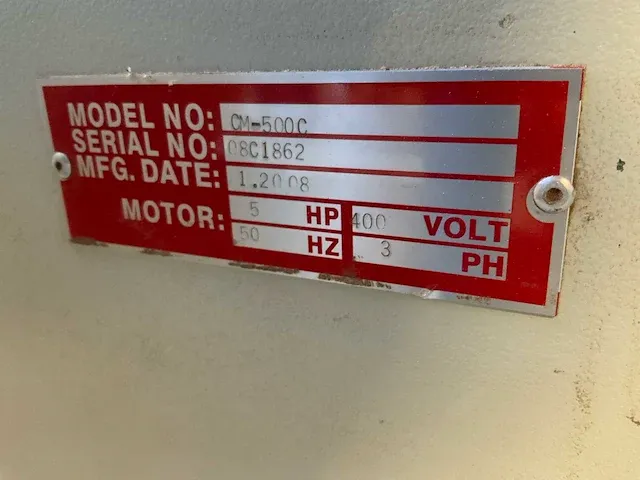 MODEL NO: CM-500C
SERIAL NO: 08C1862
MFG. DATE: 1.2008
MOTOR: 5 HP 400 VOLT
50 HZ 3 PH